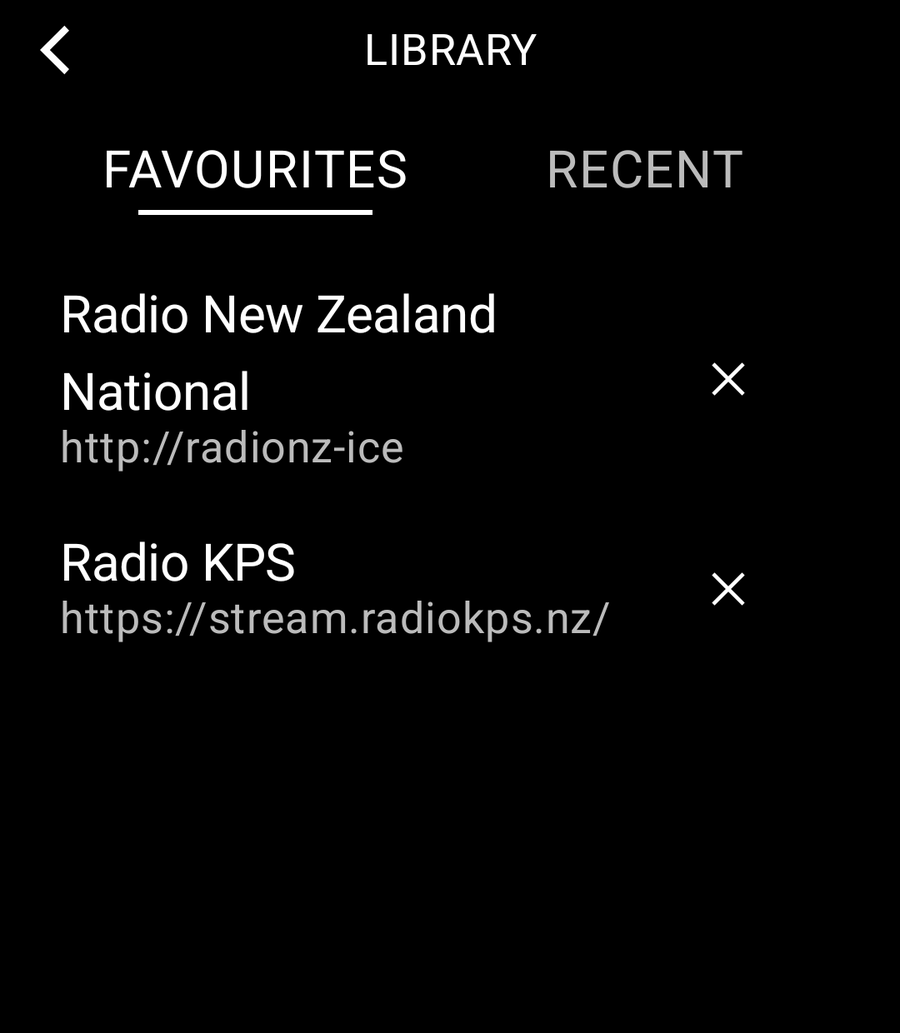 LIBRARY
FAVOURITES RECENT
Radio New Zealand
National
http://radionz-ice
Radio KPS
https://stream.radiokps.nz/